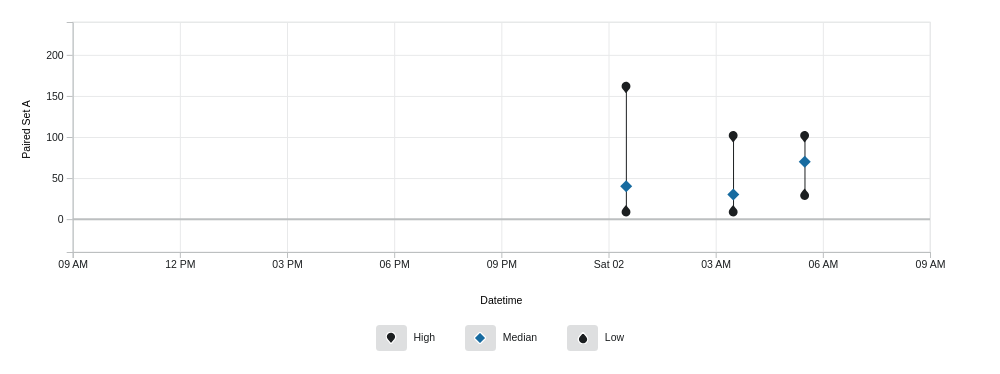 200
150
100
50
0
Paired Set A
09 AM 12 PM 03 PM 06 PM 09 PM Sat 02 03 AM 06 AM 09 AM
Datetime
High Median Low